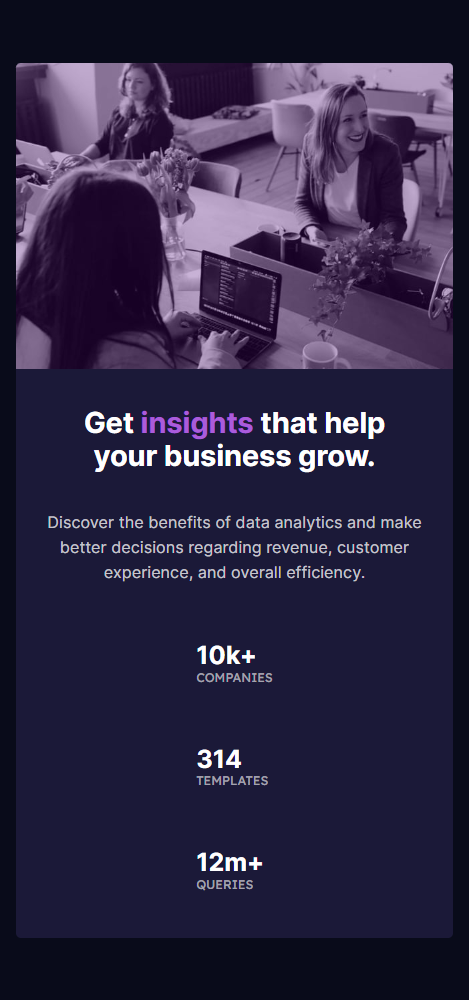 Get insights that help
your business grow.
Discover the benefits of data analytics and make
better decisions regarding revenue, customer
experience, and overall efficiency.
10k+
COMPANIES
314
TEMPLATES
12m+
QUERIES